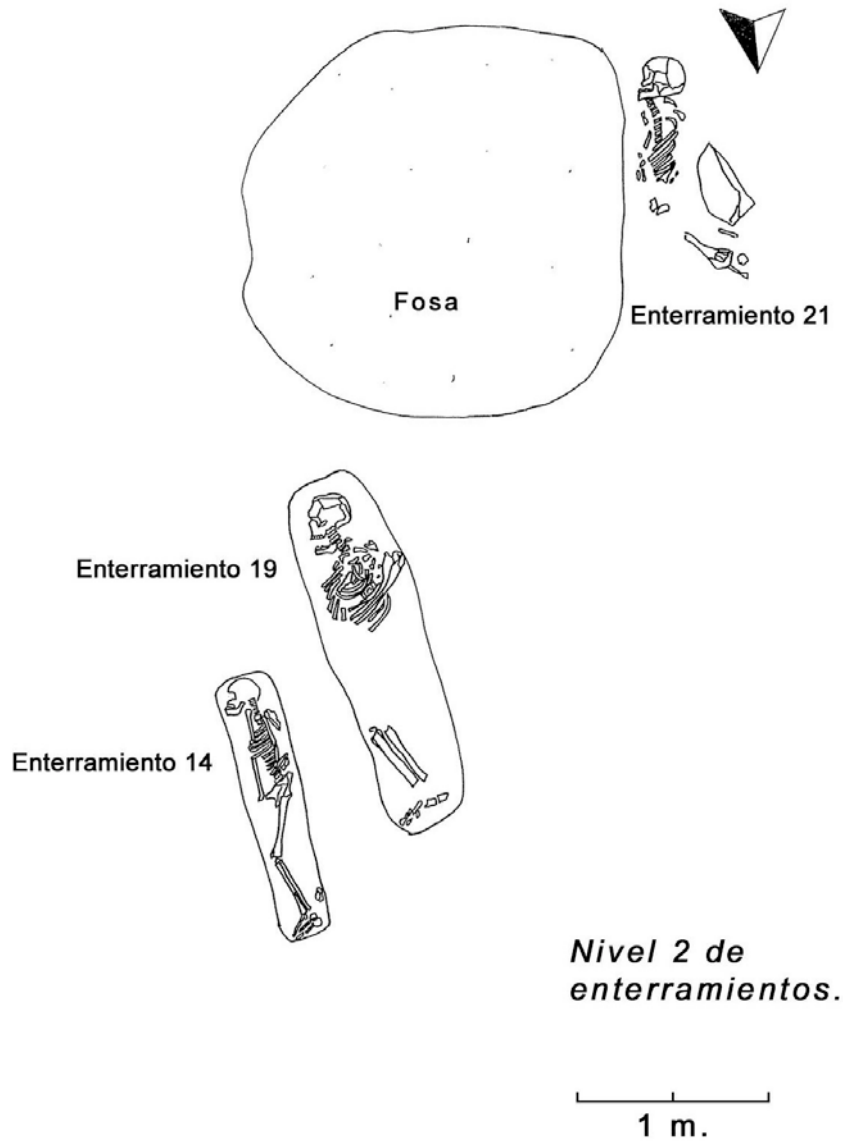 Fosa
Enterramiento 21
Enterramiento 19
Enterramiento 14
Nivel 2 de
enterramientos.
1 m.